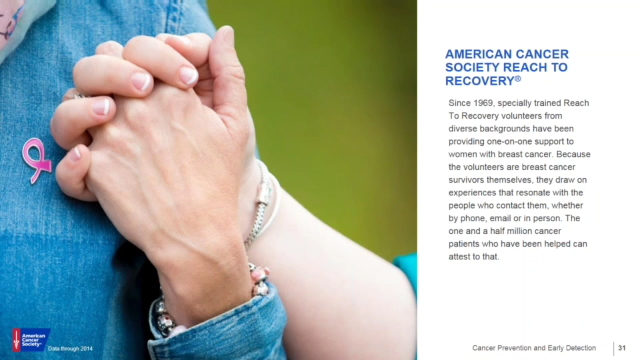 AMERICAN CANCER
SOCIETY REACH TO
RECOVERY®
Since 1969, specially trained Reach
To Recovery volunteers from
diverse backgrounds have been
providing one-on-one support to
women with breast cancer. Because
the volunteers are breast cancer
survivors themselves, they draw on
experiences that resonate with the
people who contact them, whether
by phone, email or in person. The
one and a half million cancer
patients who have been helped can
attest to that.
American
Cancer
Society®
Data through 2014
Cancer Prevention and Early Detection
31